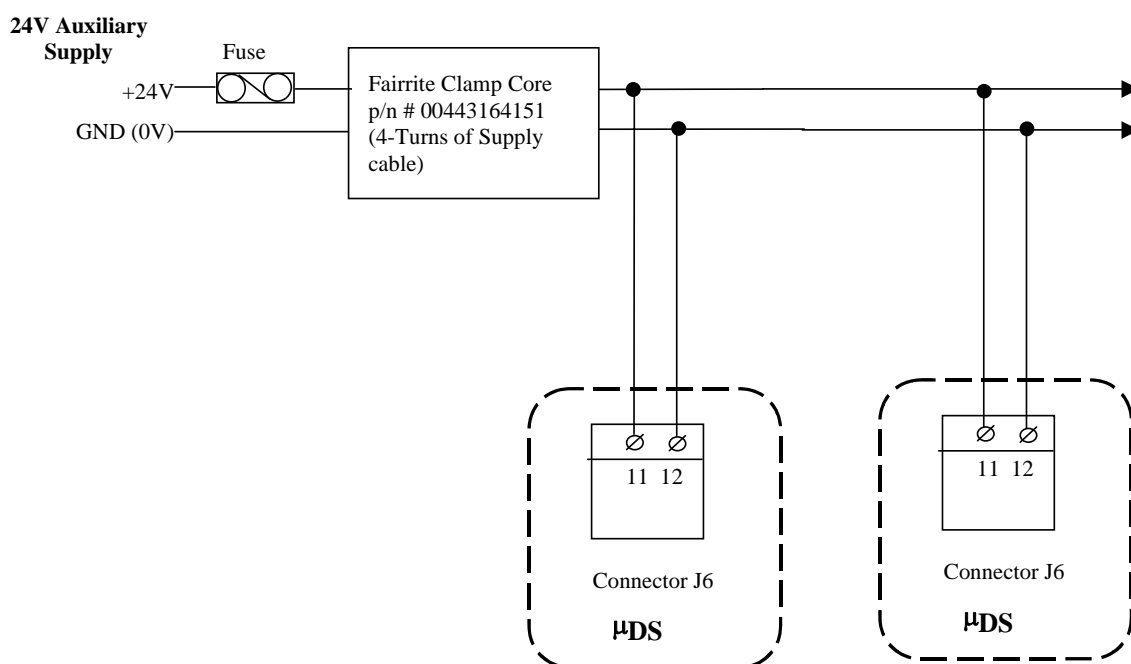 24V Auxiliary
Supply
Fuse
+24V
GND (0V)
Fairrite Clamp Core
p/n # 00443164151
(4-Turns of Supply
cable)
11 12
Connector J6
µDS
11 12
Connector J6
µDS